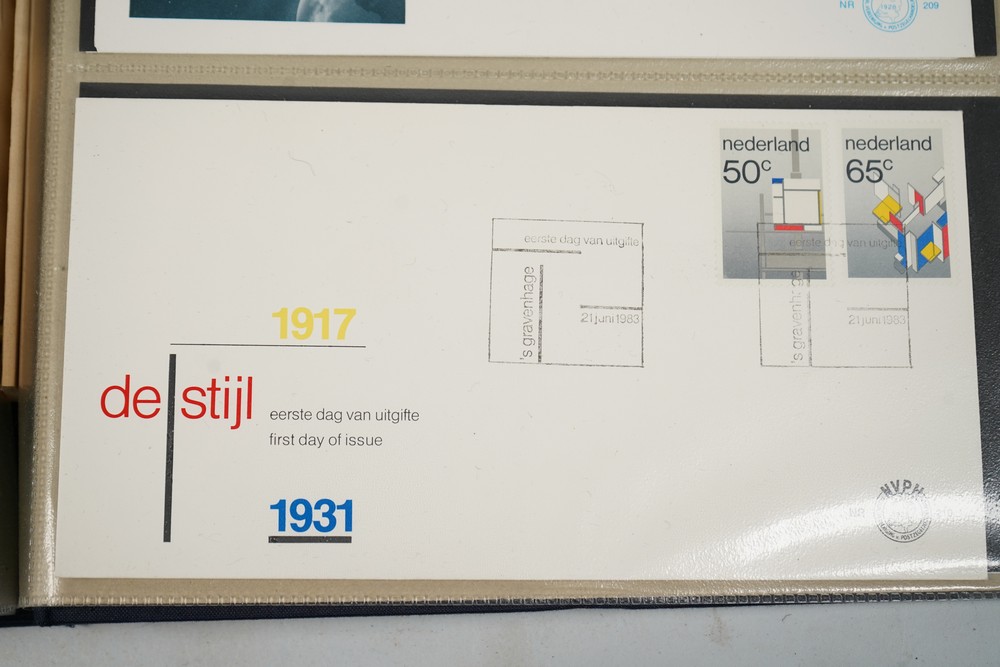 NR
209
nederland
50c
nederland
65c
eerste dag van uitgifte
's gravenhage
21 juni 1983
eerste dag van uitgifte
's gravenhage
21 juni 1983
1917
de stijl
eerste dag van uitgifte
first day of issue
1931
NR
NVPH